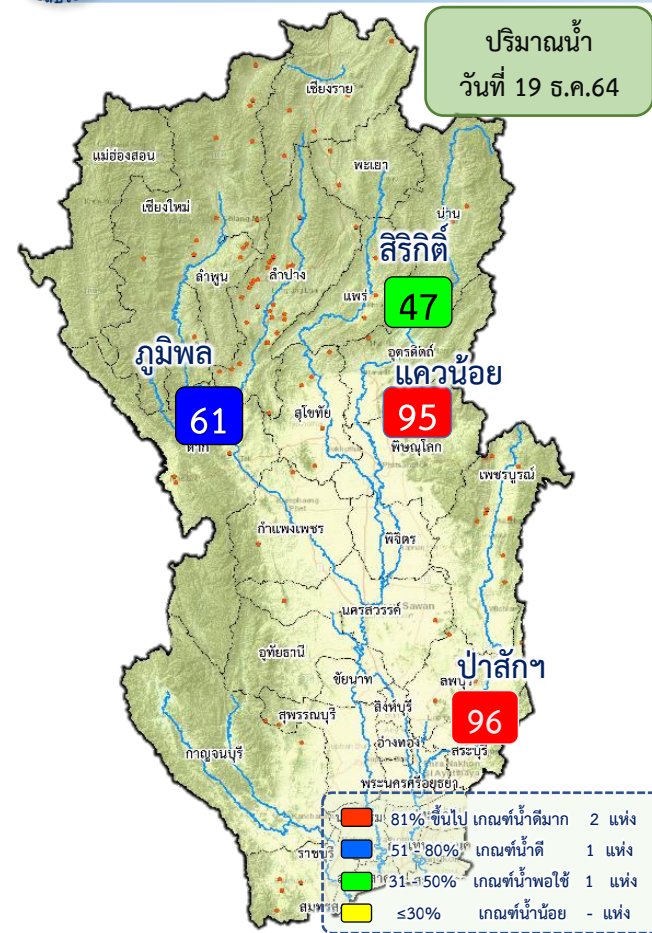 ปริมาณน้ำ
วันที่ 19 ธ.ค.64
เชียงราย
แม่ฮ่องสอน
พะเยา
เชียงใหม่
น่าน
สิริกิติ์
ลำพูน
ลำปาง
แพร่
47
อุตรดิตถ์
ภูมิพล
แควน้อย
61
สุโขทัย
95
ตาก
พิษณุโลก
เพชรบูรณ์
กำแพงเพชร
พิจิตร
นครสวรรค์
Sawan
อุทัยธานี
ป่าสักฯ
ชัยนาท
ลพบุรี
สิงห์บุรี
สุพรรณบุรี
96
อ่างทอง
กาญจนบุรี
สระบุรี
พระนครศรีอยุธยา
81% ขึ้นไป เกณฑ์น้ำดีมาก 2 แห่ง
51 - 80% เกณฑ์น้ำดี 1 แห่ง
ราชบุรี
31 - 50% เกณฑ์น้ำพอใช้ 1 แห่ง
≤30% เกณฑ์น้ำน้อย - แห่ง